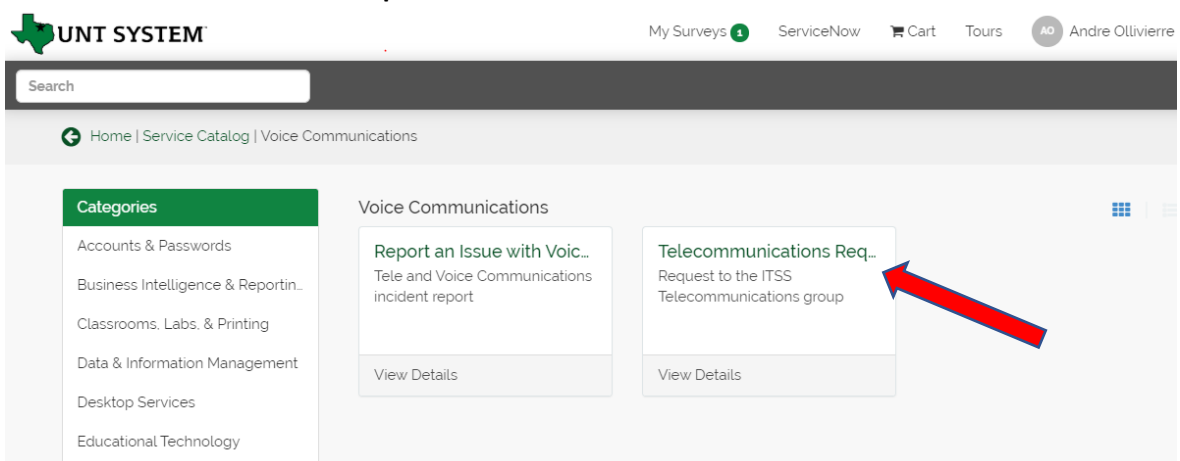 UNT SYSTEM
My Surveys 1 ServiceNow Cart Tours AO Andre Ollivierre
Search
Home | Service Catalog | Voice Communications
Categories
Accounts & Passwords
Business Intelligence & Reportin...
Classrooms, Labs, & Printing
Data & Information Management
Desktop Services
Educational Technology
Voice Communications
Report an Issue with Voic...
Tele and Voice Communications
incident report
View Details
Telecommunications Req...
Request to the ITSS
Telecommunications group
View Details